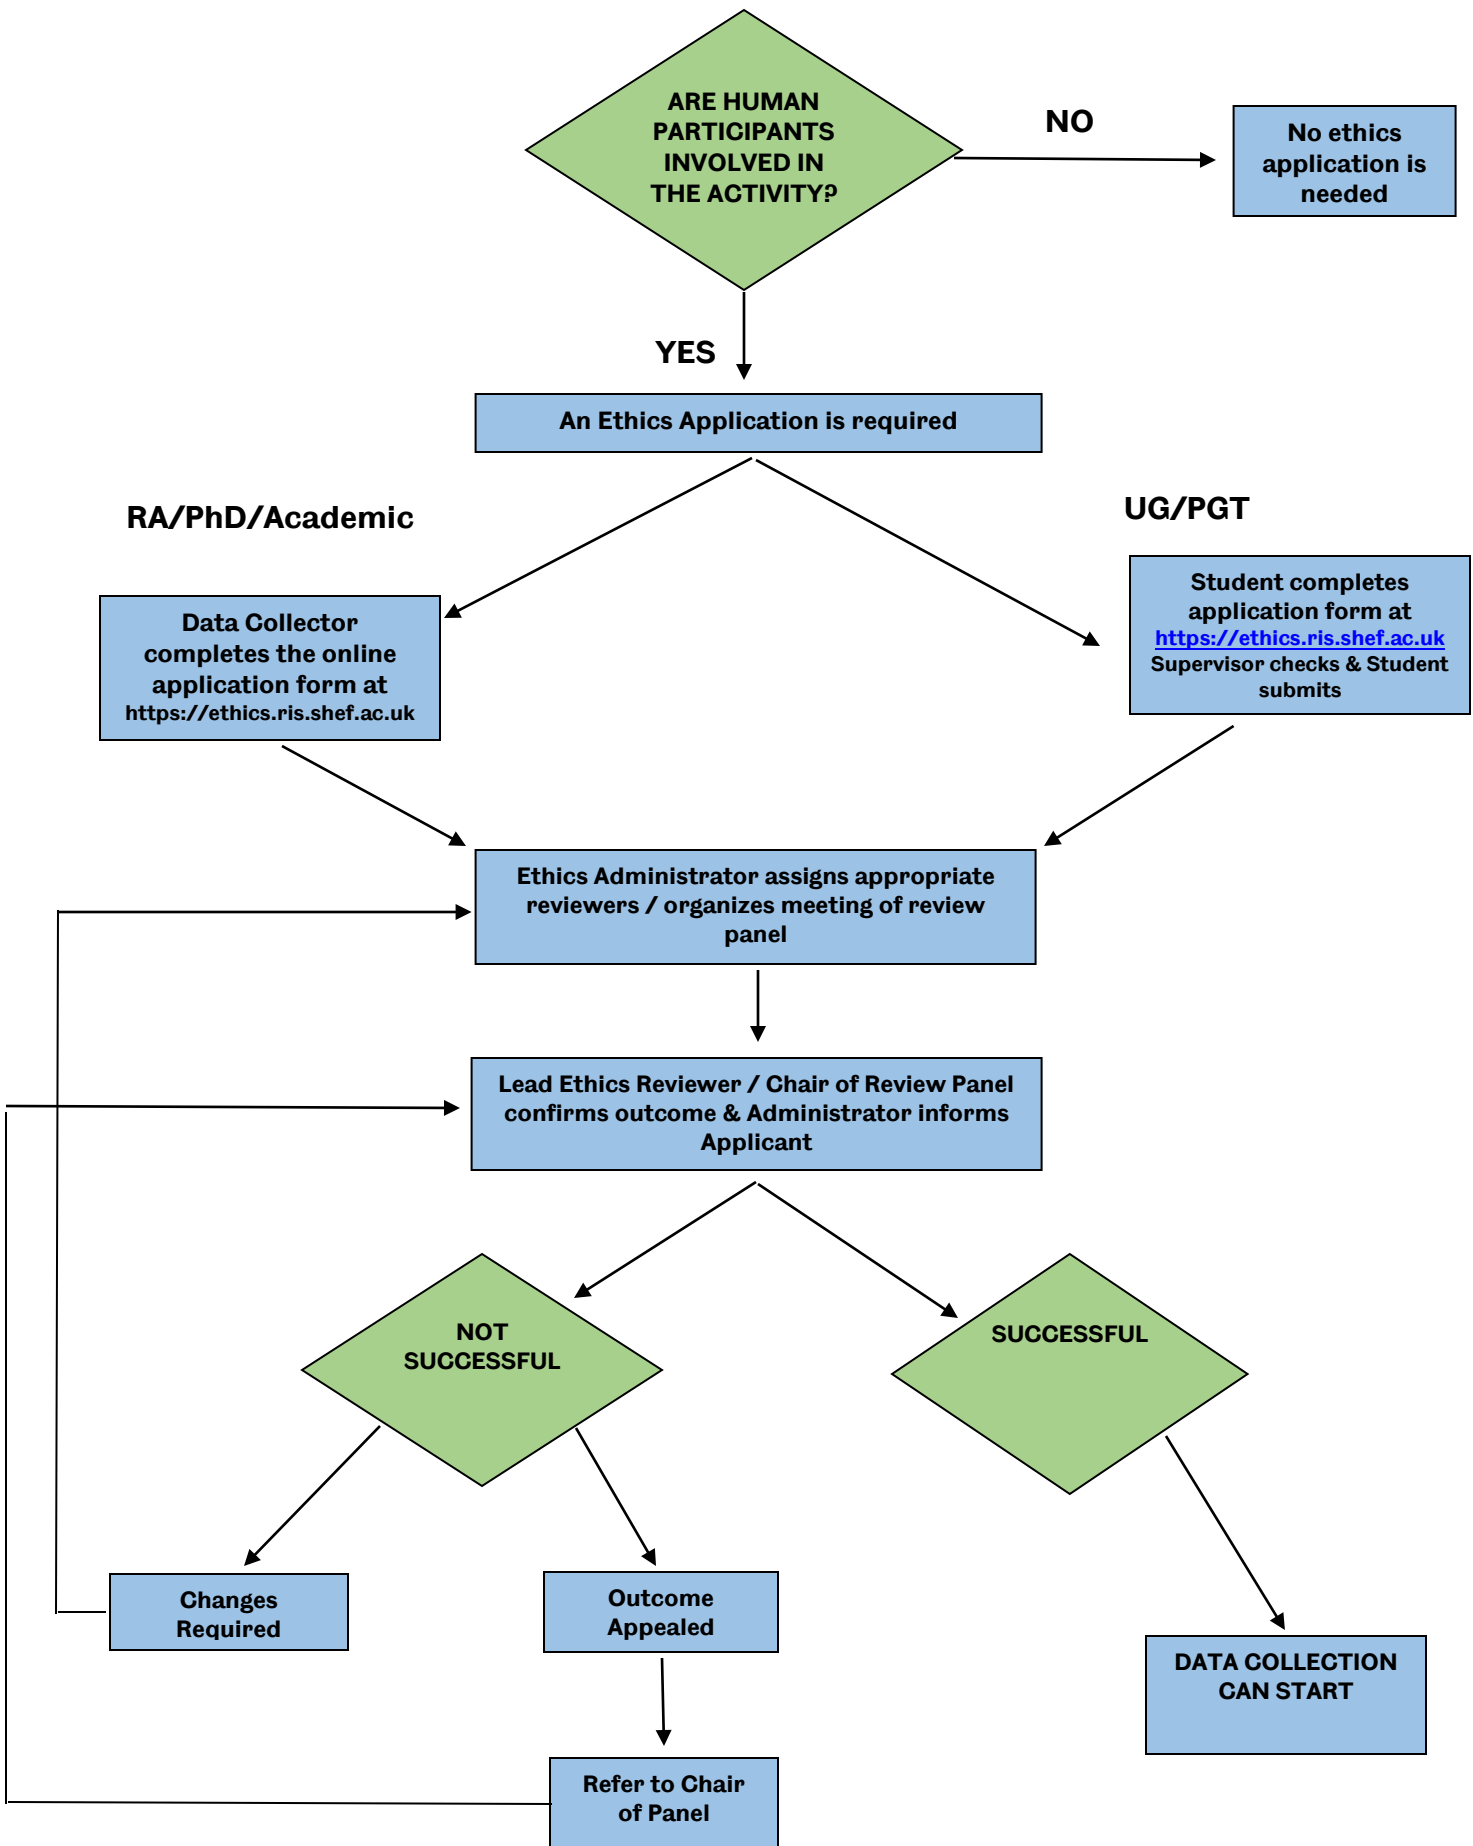 ARE HUMAN
PARTICIPANTS
INVOLVED IN
THE ACTIVITY?
NO
No ethics
application is
needed
YES
An Ethics Application is required
RA/PhD/Academic
UG/PGT
Data Collector
completes the online
application form at
https://ethics.ris.shef.ac.uk
Student completes
application form at
https://ethics.ris.shef.ac.uk
Supervisor checks & Student
submits
Ethics Administrator assigns appropriate
reviewers / organizes meeting of review
panel
Lead Ethics Reviewer / Chair of Review Panel
confirms outcome & Administrator informs
Applicant
NOT
SUCCESSFUL
SUCCESSFUL
Changes
Required
Outcome
Appealed
DATA COLLECTION
CAN START
Refer to Chair
of Panel